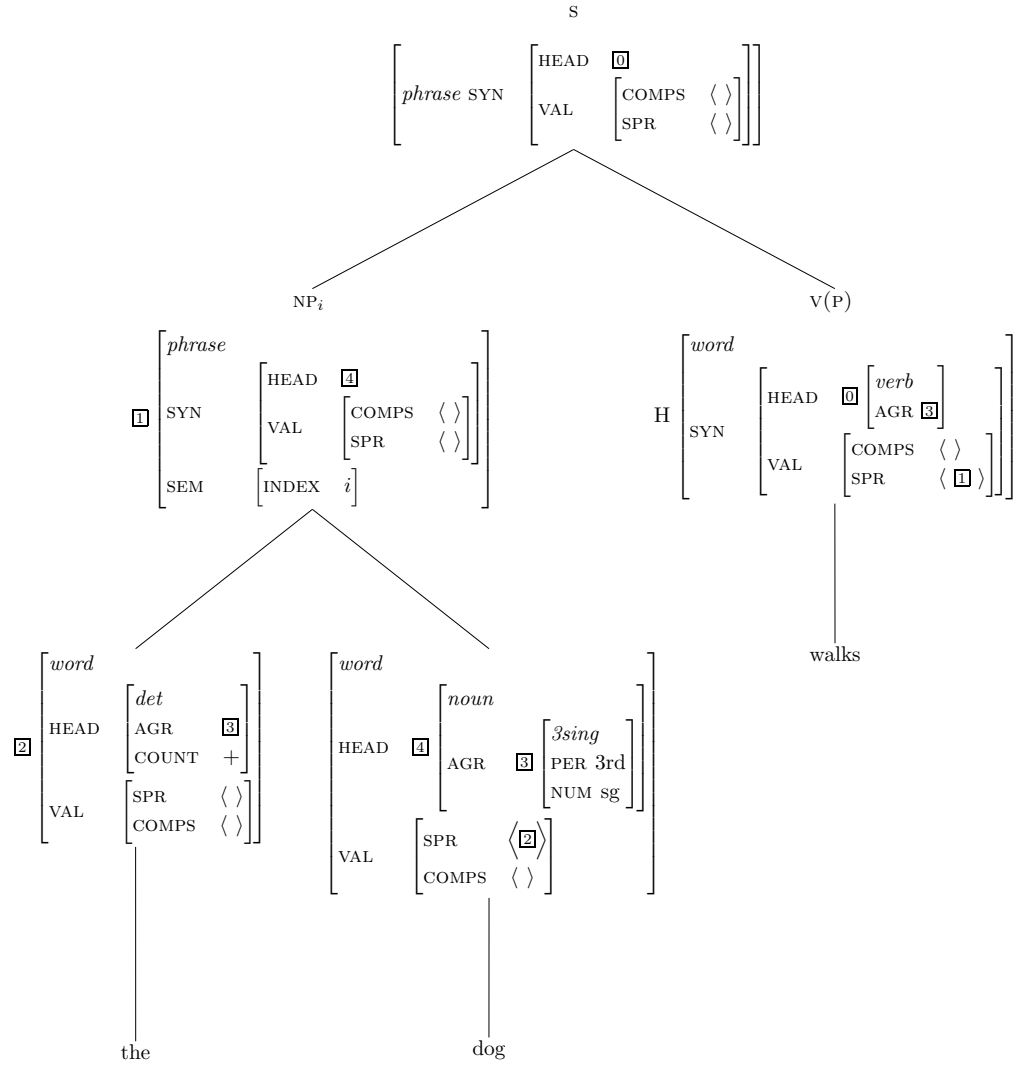 S
phrase SYN
HEAD 0
VAL
COMPS ⟨ ⟩
SPR ⟨ ⟩
NPi
1
phrase
SYN
HEAD 4
VAL
COMPS ⟨ ⟩
SPR ⟨ ⟩
SEM
INDEX i
V(P)
H
word
SYN
HEAD 0
verb
AGR 3
VAL
COMPS ⟨ ⟩
SPR ⟨ 1 ⟩
walks
2
word
HEAD
det
AGR 3
COUNT +
VAL
SPR ⟨ ⟩
COMPS ⟨ ⟩
the
word
HEAD 4
noun
AGR 3
3sing
PER 3rd
NUM sg
VAL
SPR ⟨2⟩
COMPS ⟨ ⟩
dog